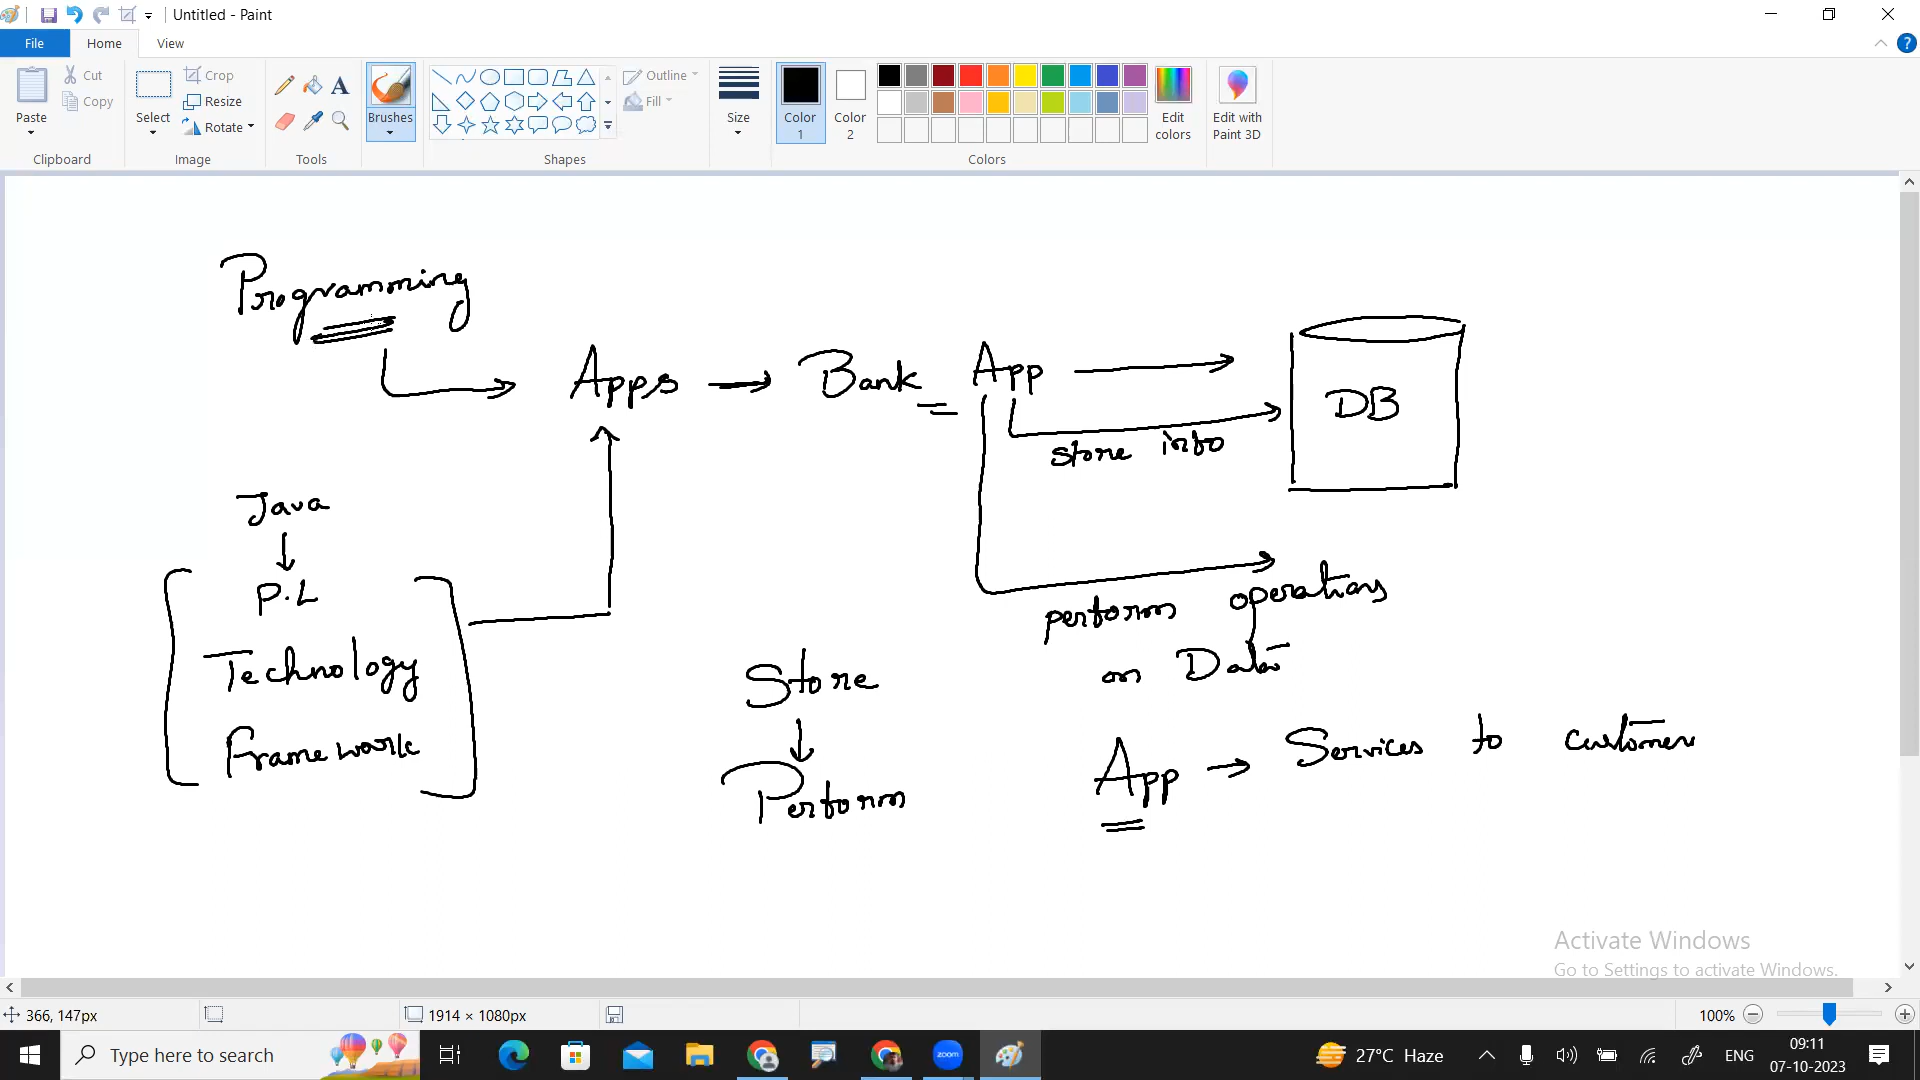 Untitled - Paint
File Home View
Cut
Copy
Paste
Clipboard
Crop
Resize
Rotate
Select
Image
Tools
Brushes
Outline
Fill
Shapes
Size
Color 1
Color 2
Edit colors
Colors
Edit with Paint 3D
Programming
Apps
Bank App
DB
store info
Java
P.L
Technology
Framework
perform operations
on Data
Store
Perform
App
Services to customers
Activate Windows
Go to Settings to activate Windows.
366, 147px
1914 × 1080px
100%
Type here to search
zoom
27°C Haze
ENG
09:11
07-10-2023